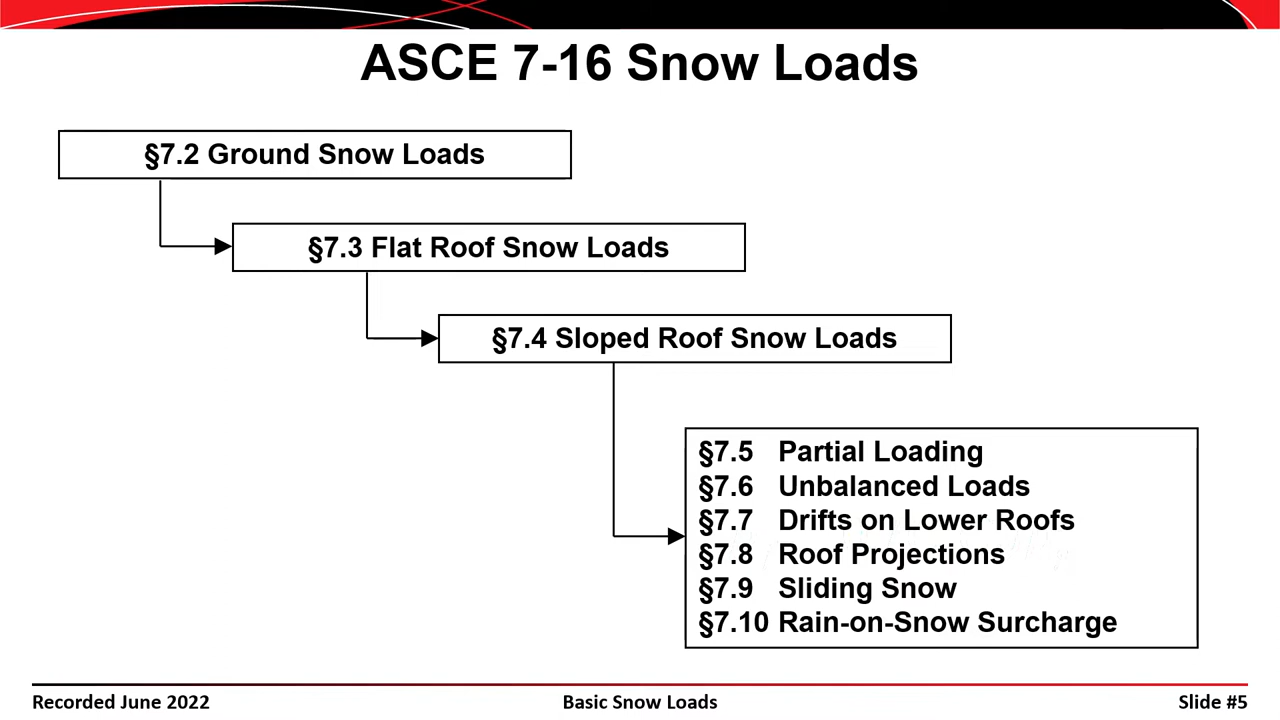 ASCE 7-16 Snow Loads
§7.2 Ground Snow Loads
§7.3 Flat Roof Snow Loads
§7.4 Sloped Roof Snow Loads
§7.5 Partial Loading
§7.6 Unbalanced Loads
§7.7 Drifts on Lower Roofs
§7.8 Roof Projections
§7.9 Sliding Snow
§7.10 Rain-on-Snow Surcharge
Recorded June 2022
Basic Snow Loads
Slide #5